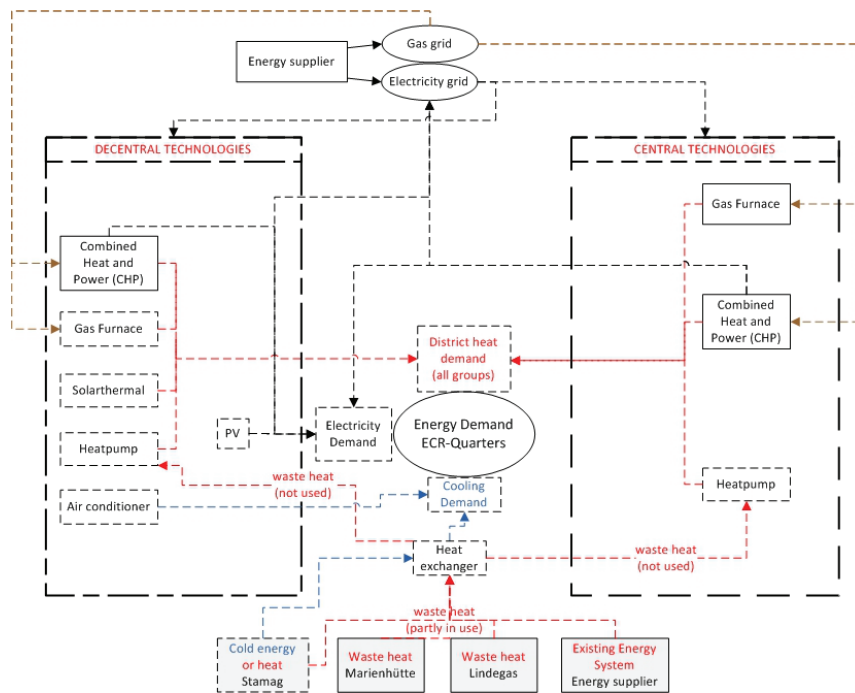 Gas grid
Energy supplier
Electricity grid
DECENTRAL TECHNOLOGIES
CENTRAL TECHNOLOGIES
Gas Furnace
Combined
Heat and
Power (CHP)
Combined
Heat and
Power (CHP)
Gas Furnace
District heat
demand
(all groups)
Solarthermal
Electricity
Demand
PV
Energy Demand
ECR-Quarters
Heatpump
waste heat
(not used)
Heatpump
Air conditioner
Cooling
Demand
Heat
exchanger
waste heat
(not used)
waste heat
(partly in use)
Cold energy
or heat
Stamag
Waste heat
Marienhütte
Waste heat
Lindegas
Existing Energy
System
Energy supplier